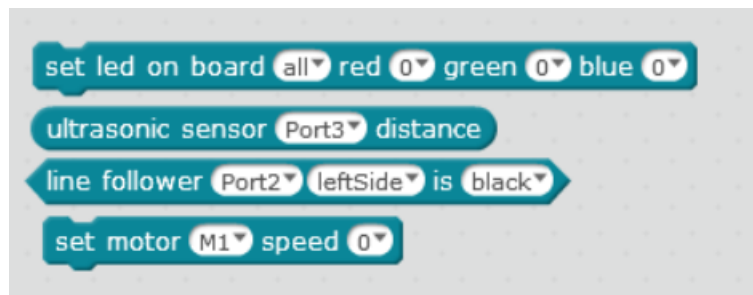 set led on board all red 0 green 0 blue 0
ultrasonic sensor Port3 distance
line follower Port2 leftSide is black
set motor M1 speed 0